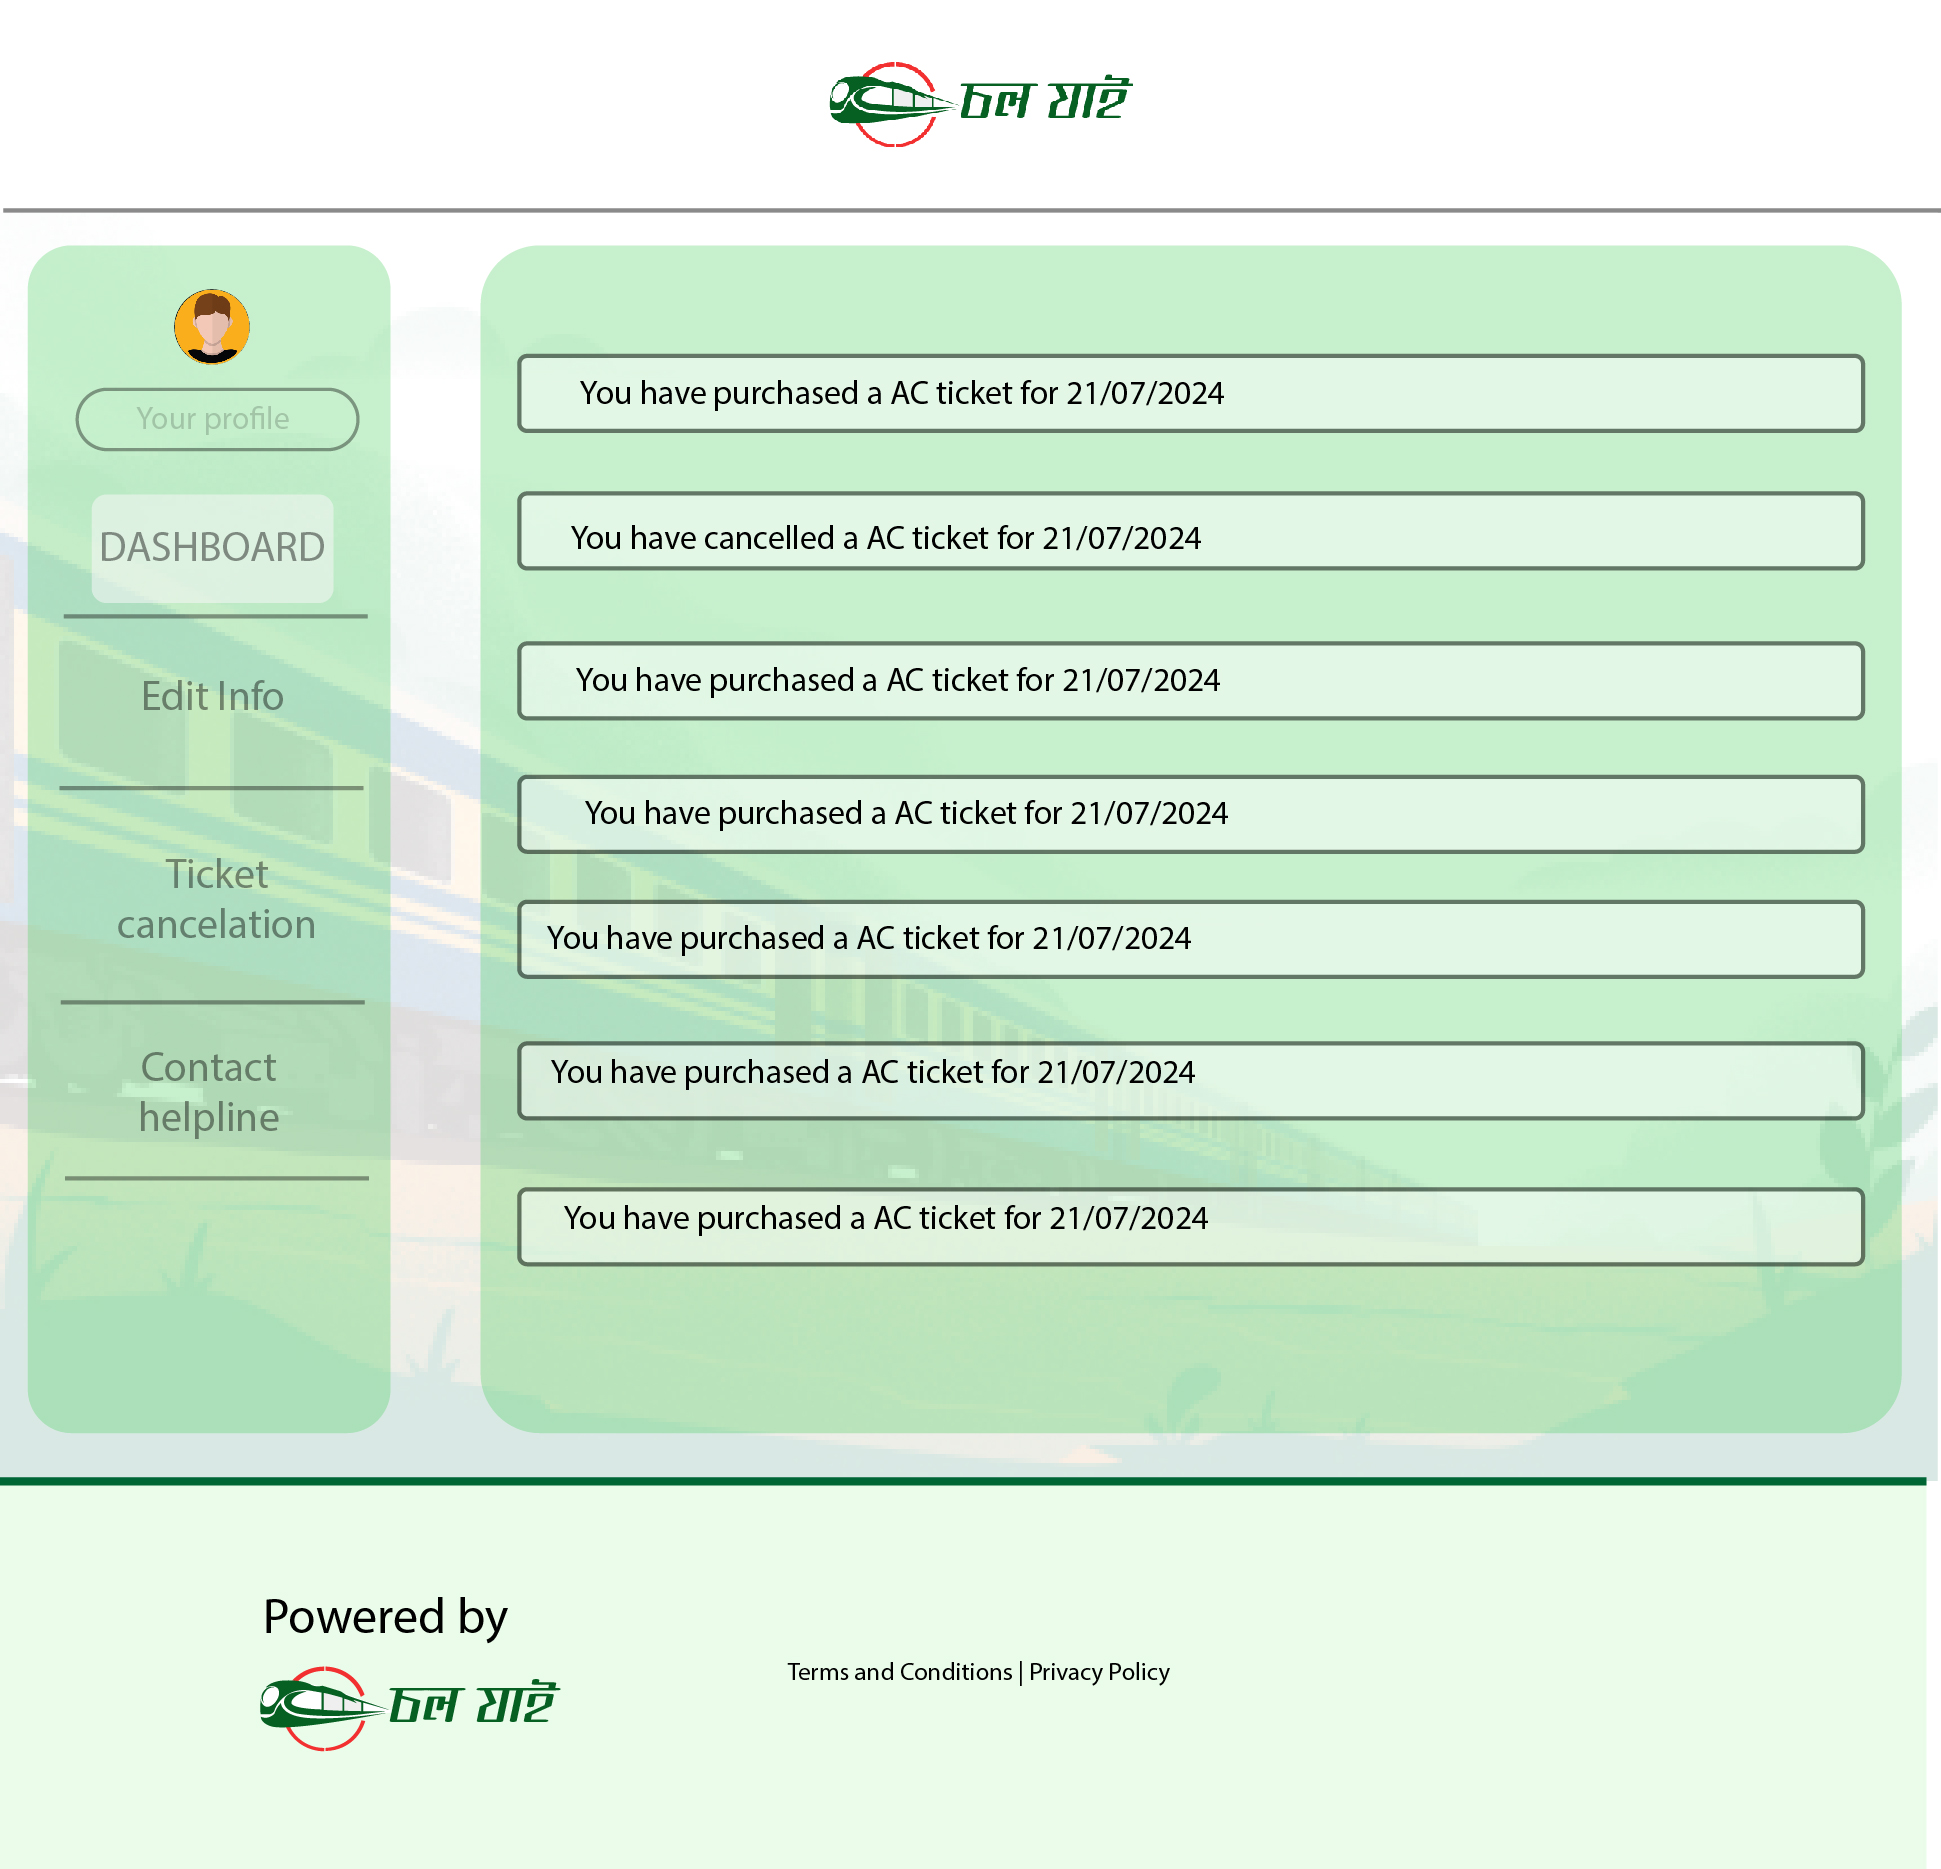 চল যাই
Your profile
DASHBOARD
Edit Info
Ticket
cancelation
Contact
helpline
You have purchased a AC ticket for 21/07/2024
You have cancelled a AC ticket for 21/07/2024
You have purchased a AC ticket for 21/07/2024
You have purchased a AC ticket for 21/07/2024
You have purchased a AC ticket for 21/07/2024
You have purchased a AC ticket for 21/07/2024
You have purchased a AC ticket for 21/07/2024
Powered by
চল যাই
Terms and Conditions | Privacy Policy